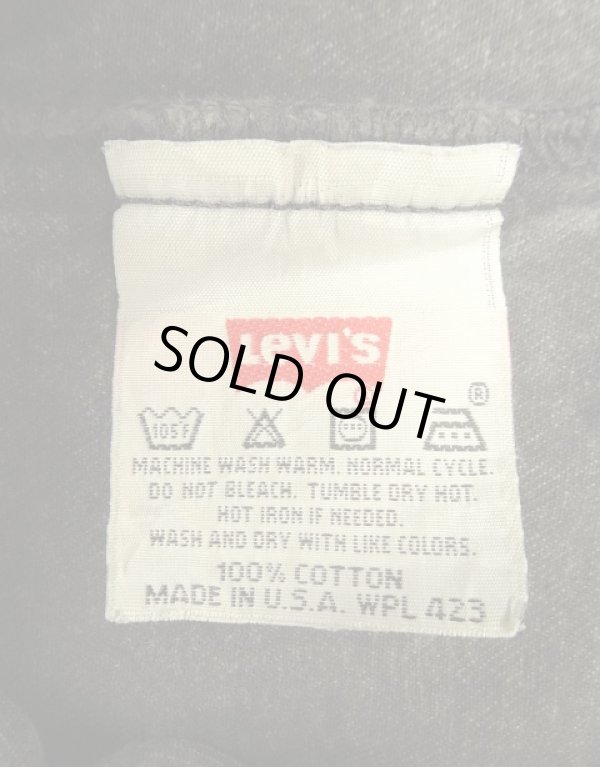 Levi's
SOLD OUT
®
105F
MACHINE WASH WARM. NORMAL CYCLE.
DO NOT BLEACH. TUMBLE DRY HOT.
HOT IRON IF NEEDED.
WASH AND DRY WITH LIKE COLORS.
100% COTTON
MADE IN U.S.A. WPL 423